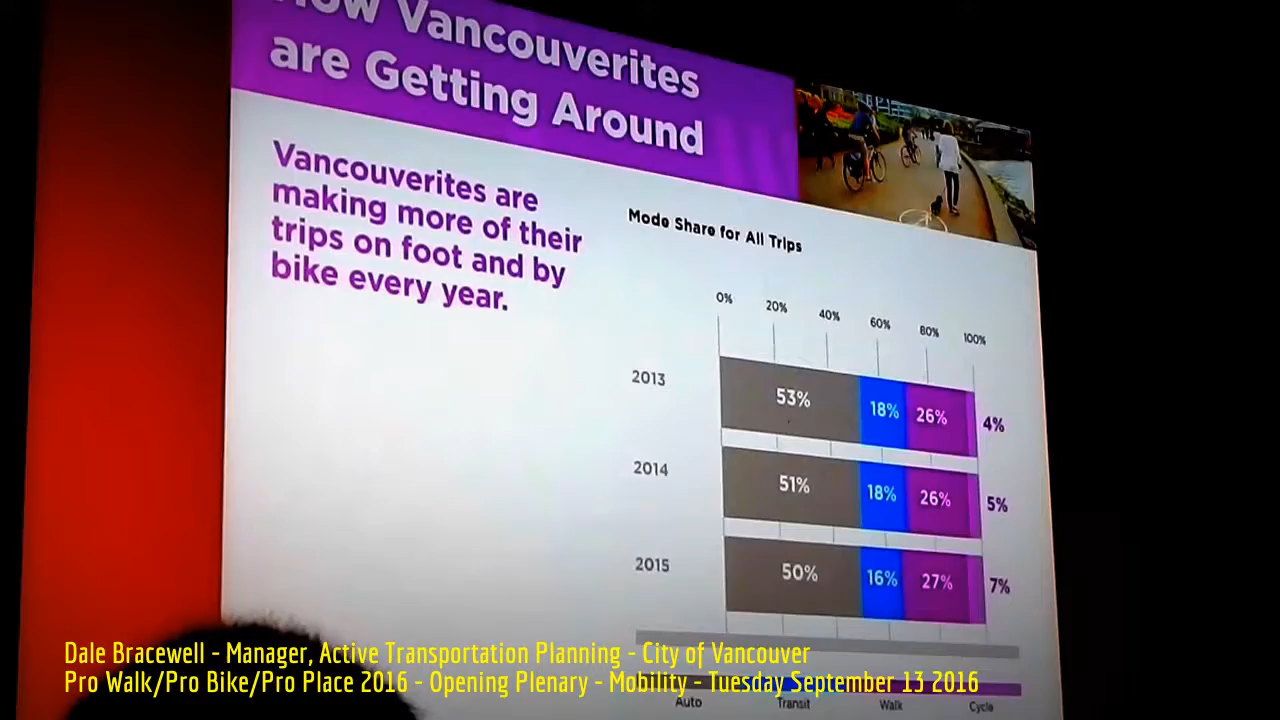 How Vancouverites
are Getting Around
Vancouverites are
making more of their
trips on foot and by
bike every year.
Mode Share for All Trips
0% 20% 40% 60% 80% 100%
2013 53% 18% 26% 4%
2014 51% 18% 26% 5%
2015 50% 16% 27% 7%
Auto Transit Walk Cycle
Dale Bracewell - Manager, Active Transportation Planning - City of Vancouver
Pro Walk/Pro Bike/Pro Place 2016 - Opening Plenary - Mobility - Tuesday September 13 2016